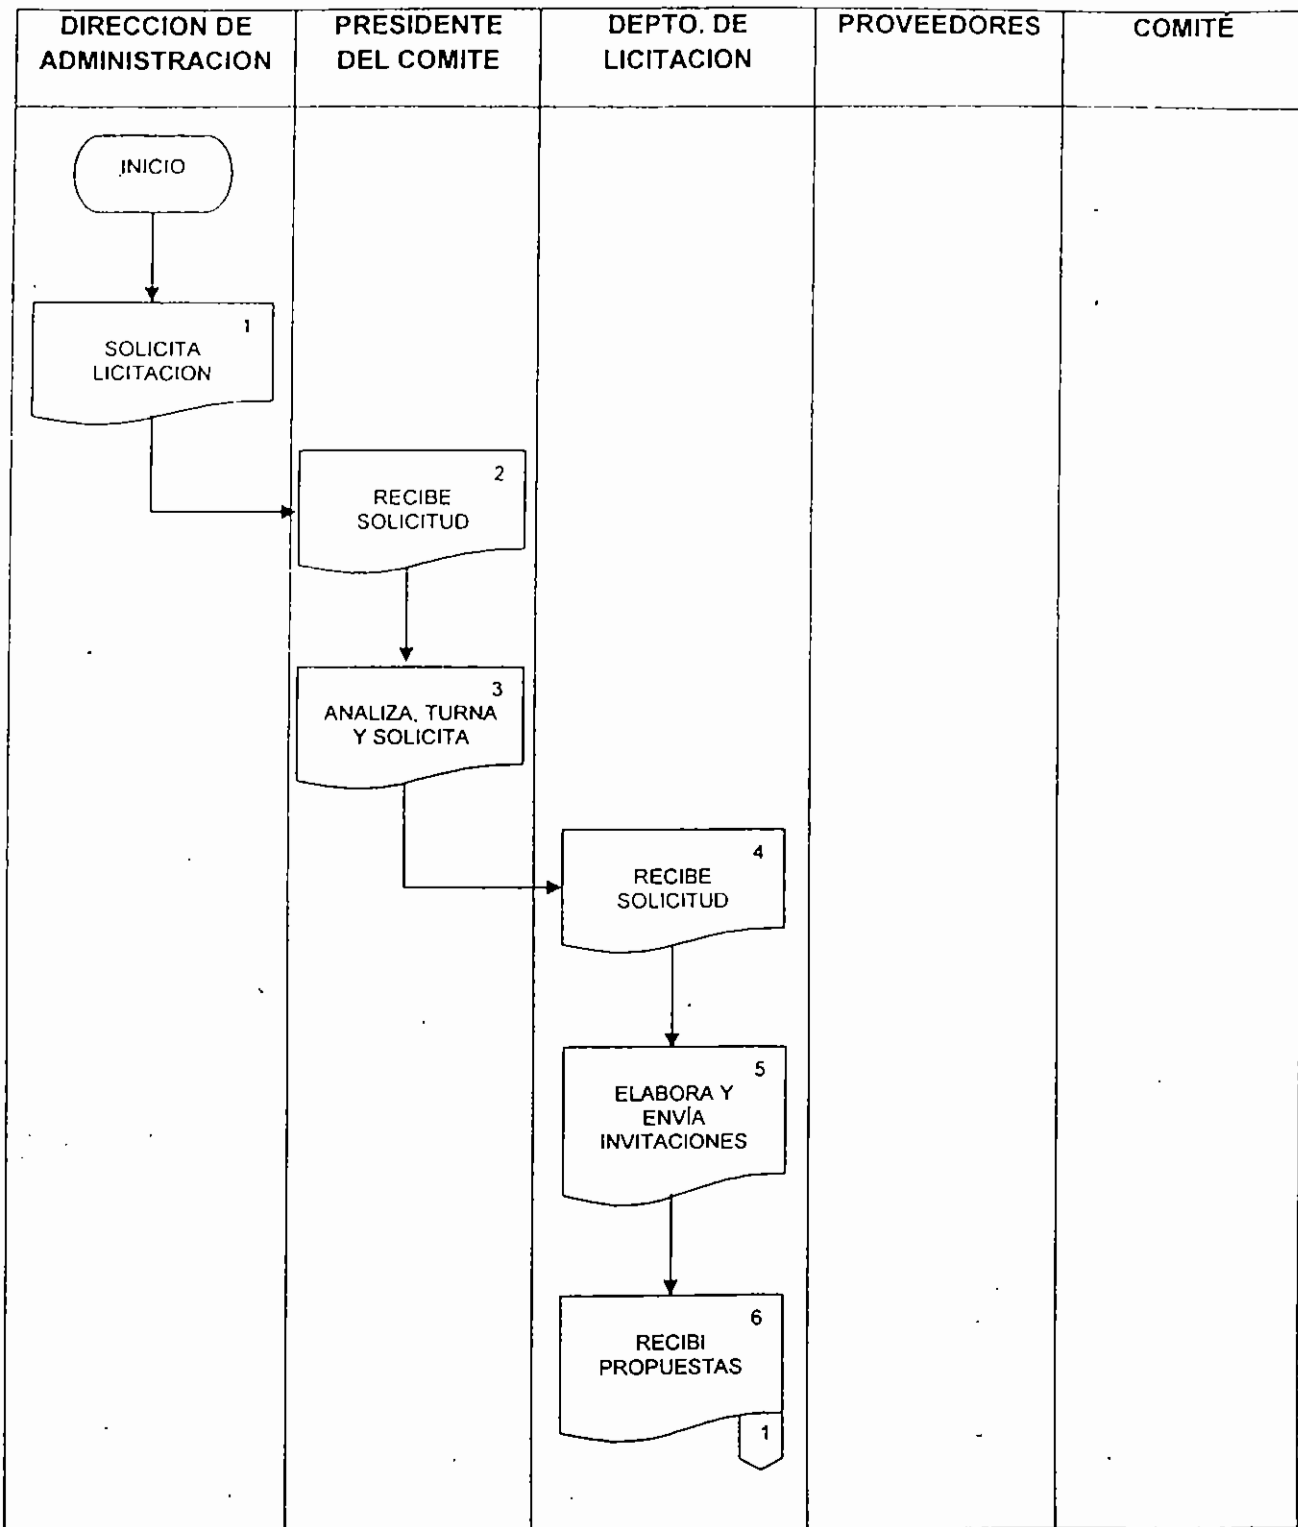 DIRECCION DE
ADMINISTRACION
PRESIDENTE
DEL COMITE
DEPTO. DE
LICITACION
PROVEEDORES
COMITÉ
INICIO
1
SOLICITA
LICITACION
2
RECIBE
SOLICITUD
3
ANALIZA, TURNA
Y SOLICITA
4
RECIBE
SOLICITUD
5
ELABORA Y
ENVÍA
INVITACIONES
6
RECIBI
PROPUESTAS
1